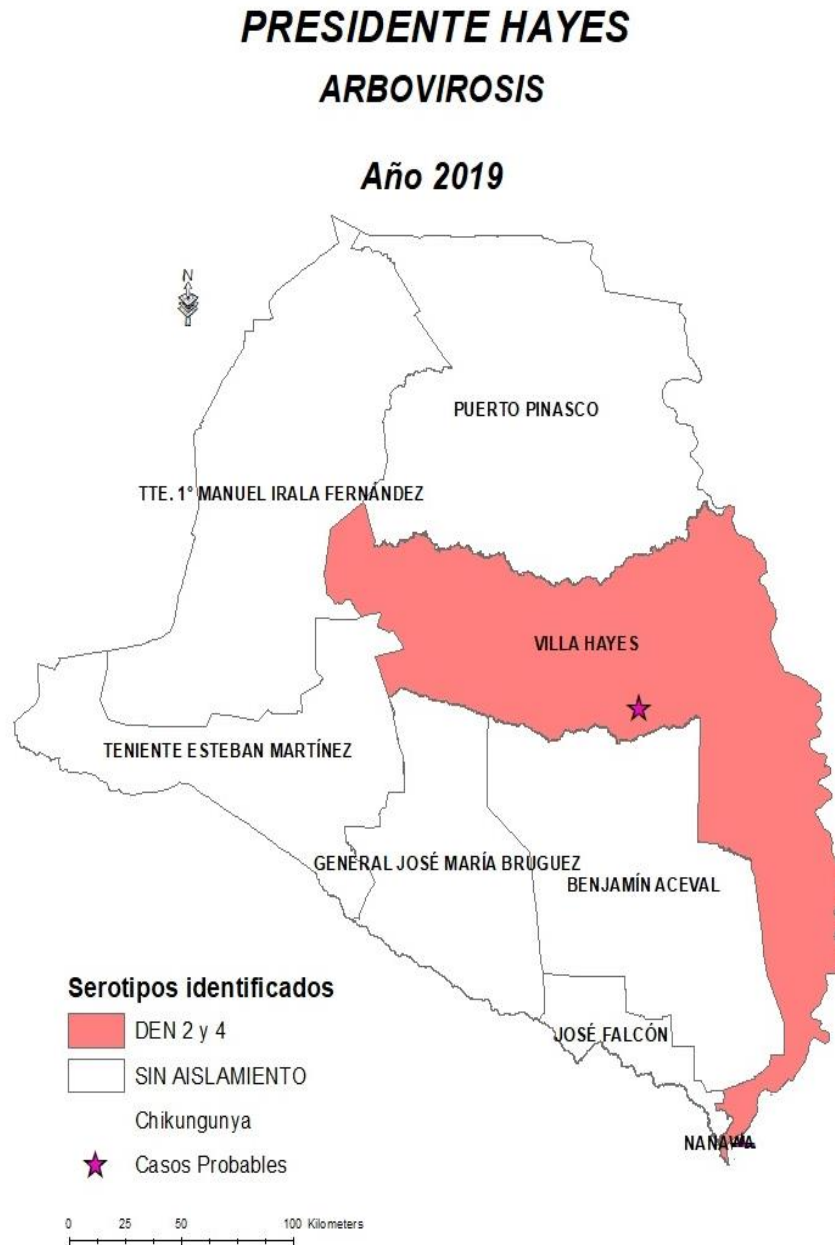 PRESIDENTE HAYES
ARBOVIROSIS
Año 2019
N
PUERTO PINASCO
TTE. 1° MANUEL IRALA FERNÁNDEZ
VILLA HAYES
TENIENTE ESTEBAN MARTÍNEZ
GENERAL JOSÉ MARÍA BRUGUEZ
BENJAMÍN ACEVAL
JOSÉ FALCÓN
NANAWA
Serotipos identificados
DEN 2 y 4
SIN AISLAMIENTO
Chikungunya
Casos Probables
0 25 50 100 Kilometers